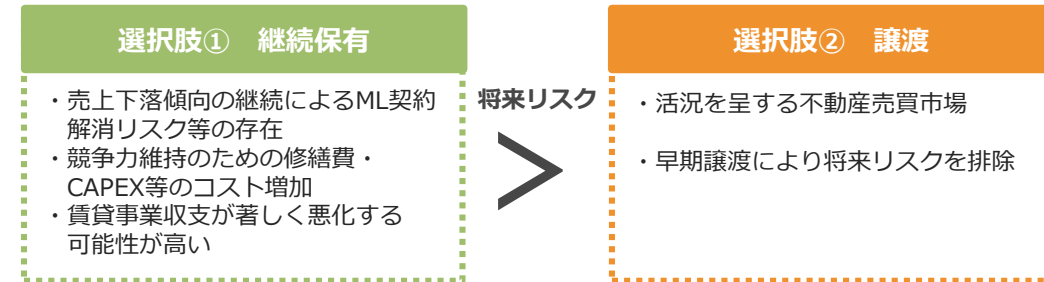 選択肢① 継続保有
・売上下落傾向の継続によるML契約
解消リスク等の存在
・競争力維持のための修繕費・
CAPEX等のコスト増加
・賃貸事業収支が著しく悪化する
可能性が高い
将来リスク
>
選択肢② 譲渡
・活況を呈する不動産売買市場
・早期譲渡により将来リスクを排除